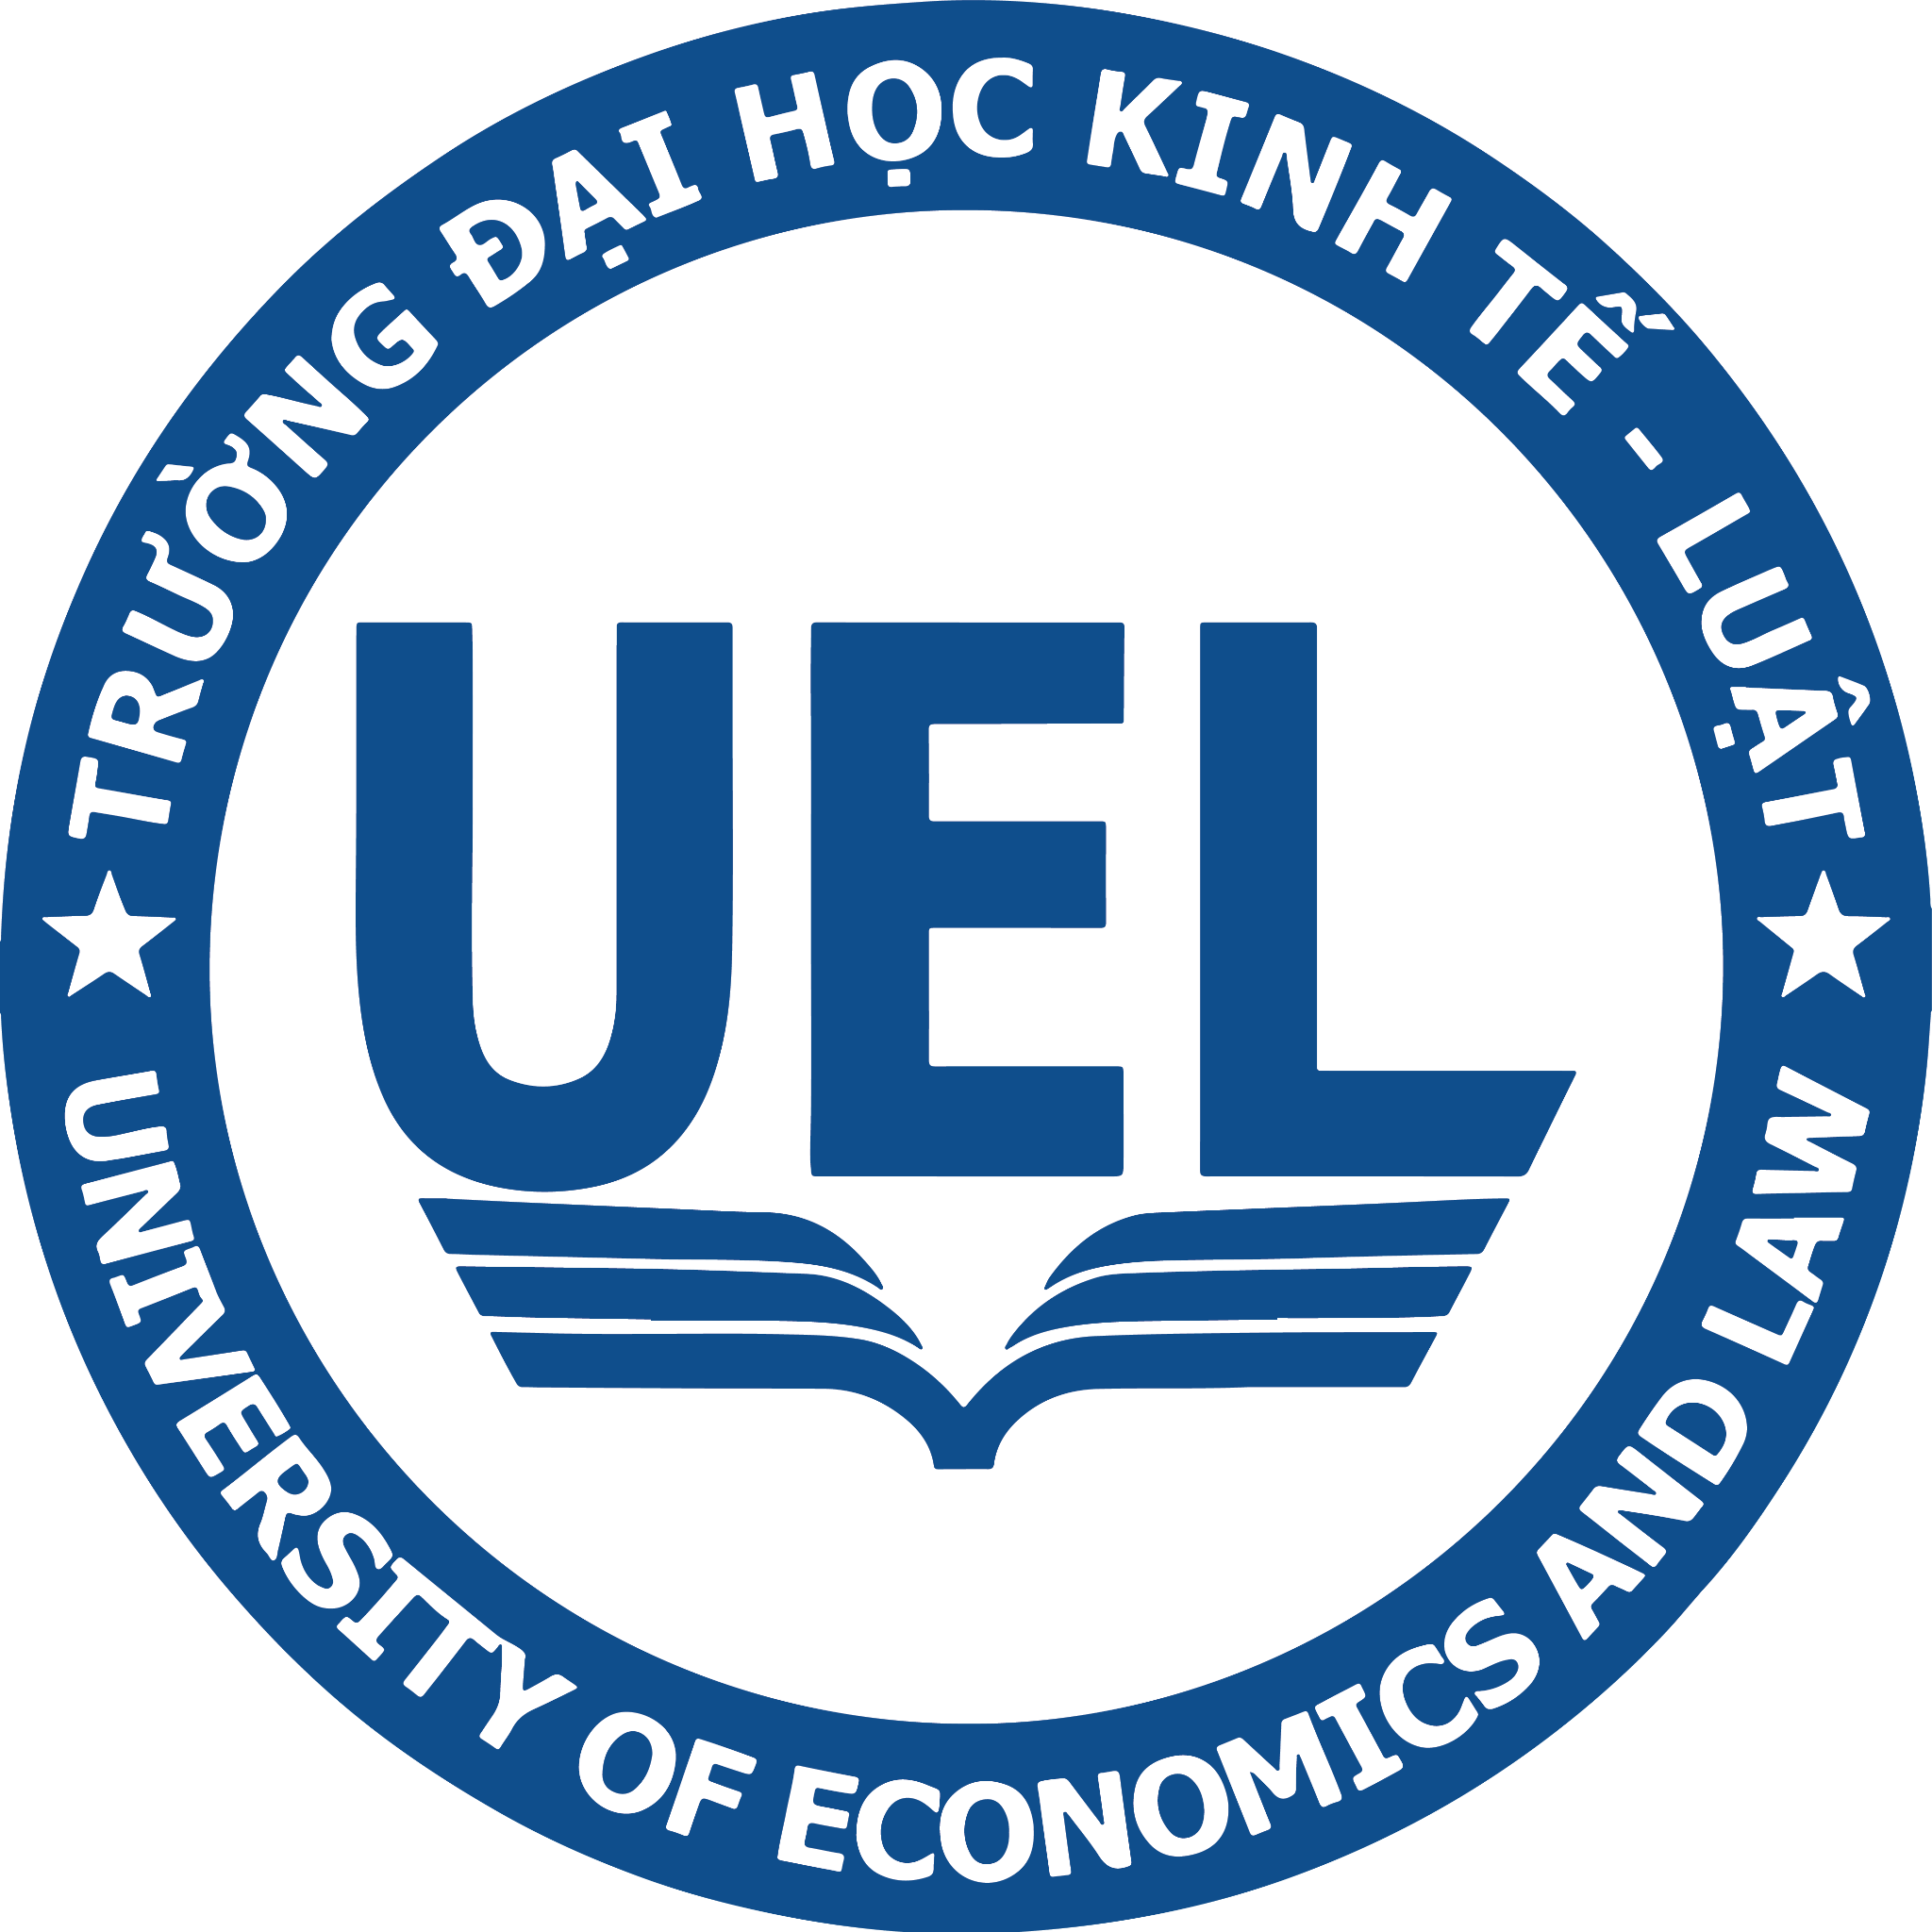 TRƯỜNG ĐẠI HỌC KINH TẾ - LUẬT
UEL
UNIVERSITY OF ECONOMICS AND LAW